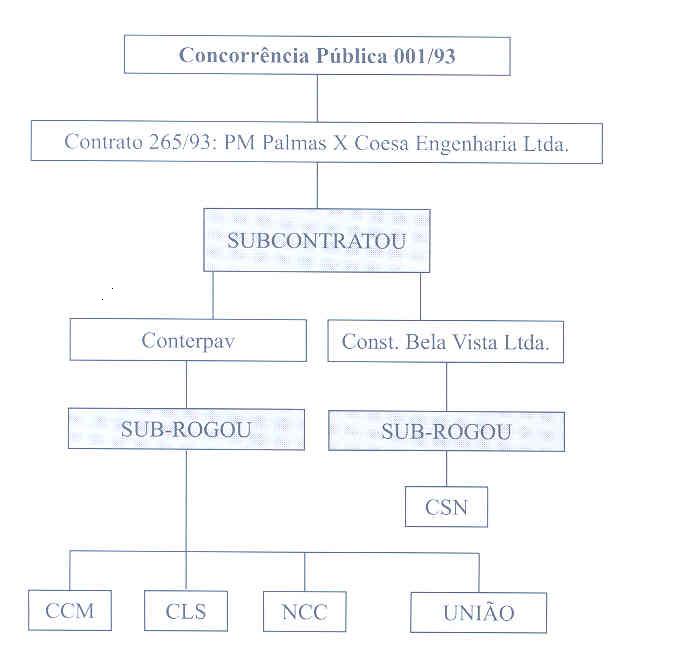 Concorrência Pública 001/93
Contrato 265/93: PM Palmas X Coesa Engenharia Ltda.
SUBCONTRATOU
Conterpav
Const. Bela Vista Ltda.
SUB-ROGOU
SUB-ROGOU
CSN
CCM
CLS
NCC
UNIÃO